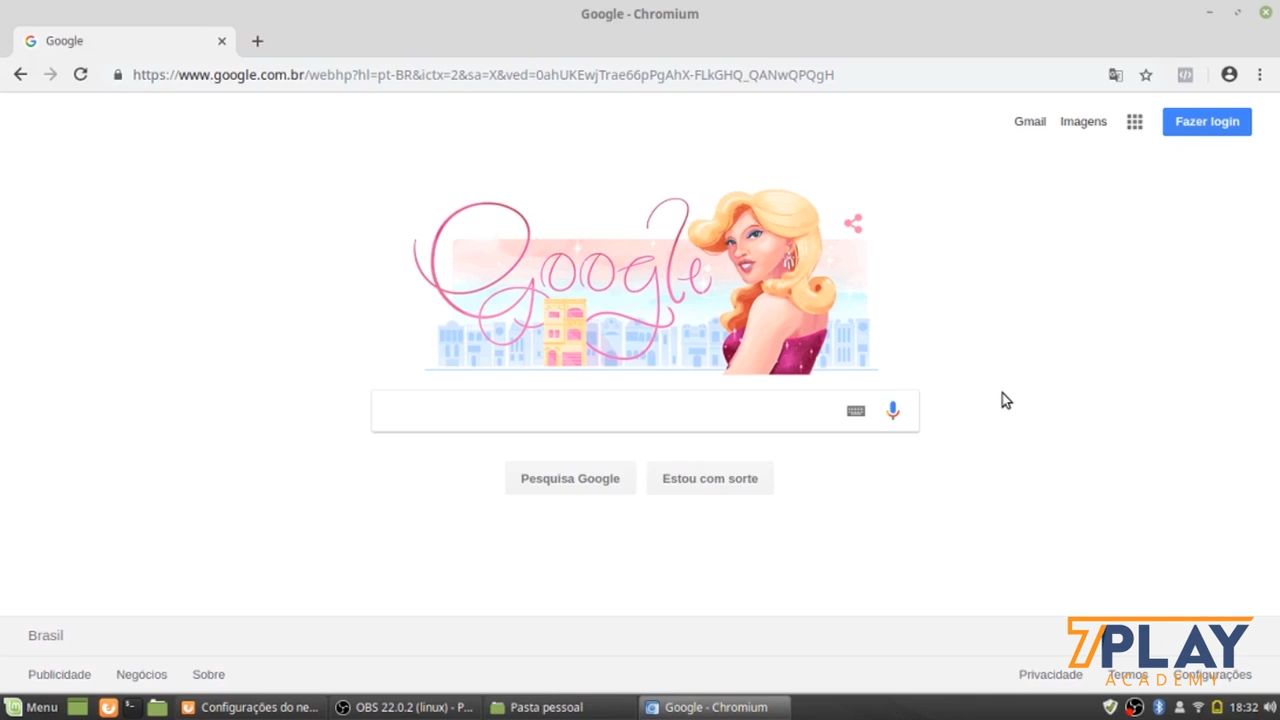 Google - Chromium
Google
https://www.google.com.br/webhp?hl=pt-BR&ictx=2&sa=X&ved=0ahUKEwjTrae66pPgAhX-FLkGHQ_QANwQPQgH
Gmail Imagens Fazer login
Google
Pesquisa Google Estou com sorte
Brasil
Publicidade Negócios Sobre Privacidade Termos Configurações
7PLAY
ACADEMY
Menu Configurações do ne... OBS 22.0.2 (linux) - P... Pasta pessoal Google - Chromium 18:32